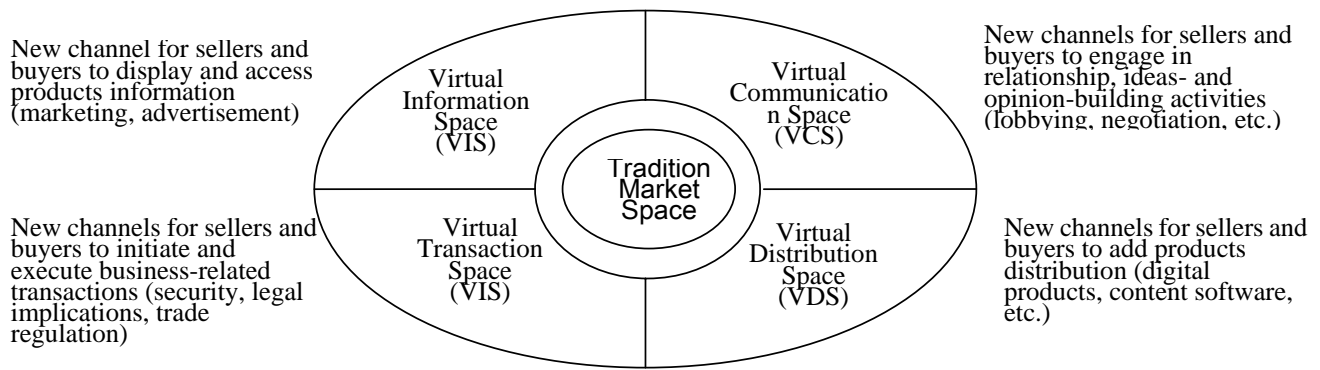 New channel for sellers and
buyers to display and access
products information
(marketing, advertisement)
Virtual
Information
Space
(VIS)
Virtual
Communicatio
n Space
(VCS)
New channels for sellers and
buyers to engage in
relationship, ideas- and
opinion-building activities
(lobbying, negotiation, etc.)
Tradition
Market
Space
New channels for sellers and
buyers to initiate and
execute business-related
transactions (security, legal
implications, trade
regulation)
Virtual
Transaction
Space
(VIS)
Virtual
Distribution
Space
(VDS)
New channels for sellers and
buyers to add products
distribution (digital
products, content software,
etc.)